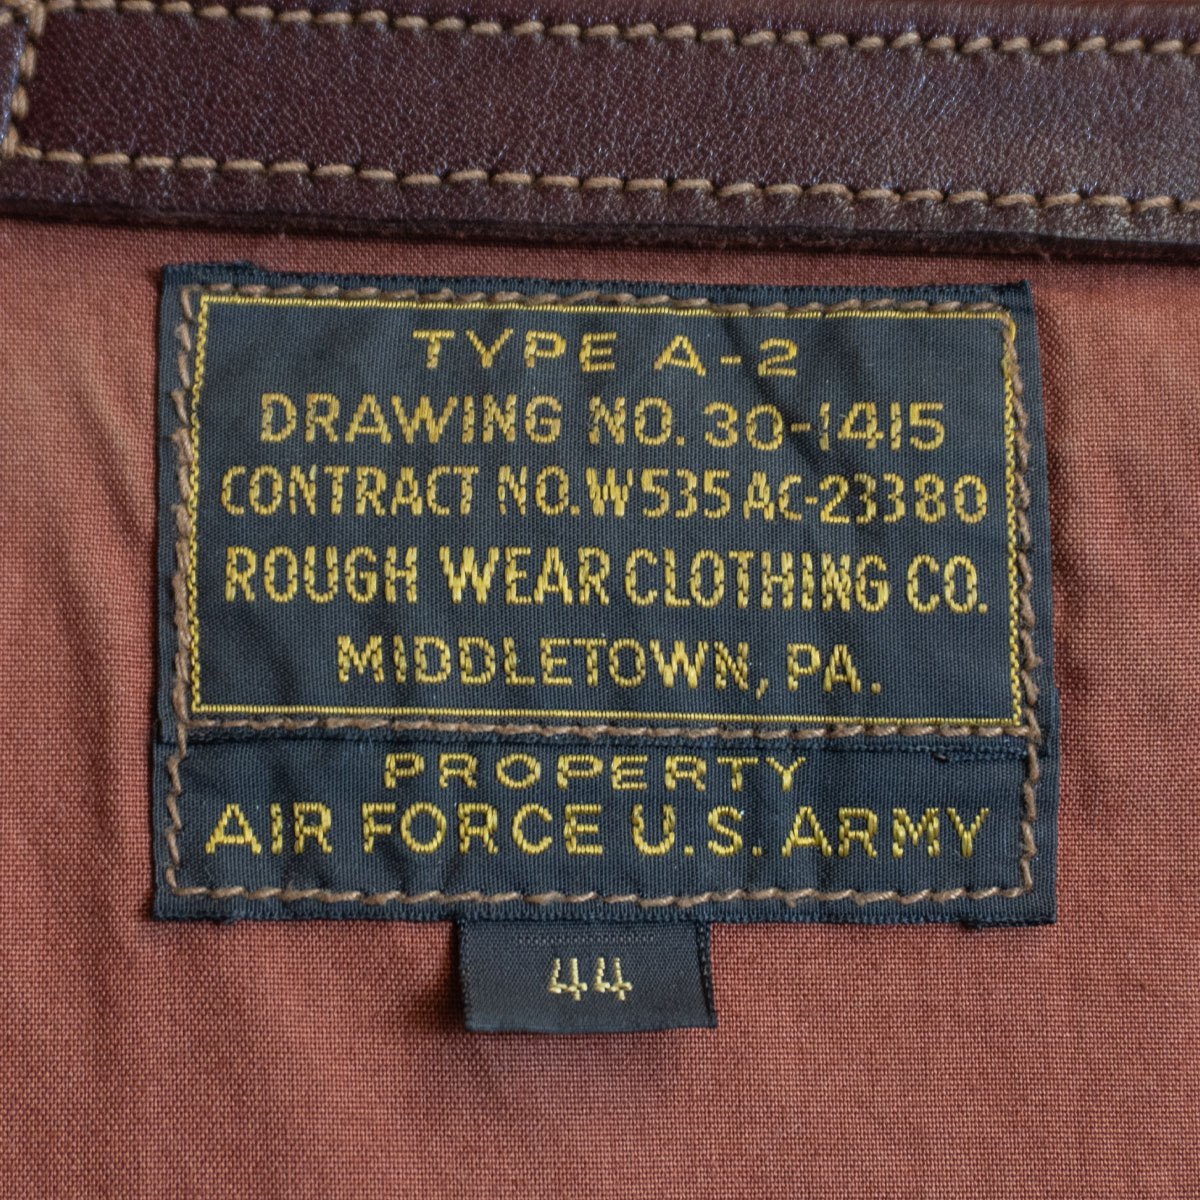 TYPE A-2
DRAWING NO. 30-1415
CONTRACT NO. W535 AC-23380
ROUGH WEAR CLOTHING CO.
MIDDLETOWN, PA.
PROPERTY
AIR FORCE U.S. ARMY
44